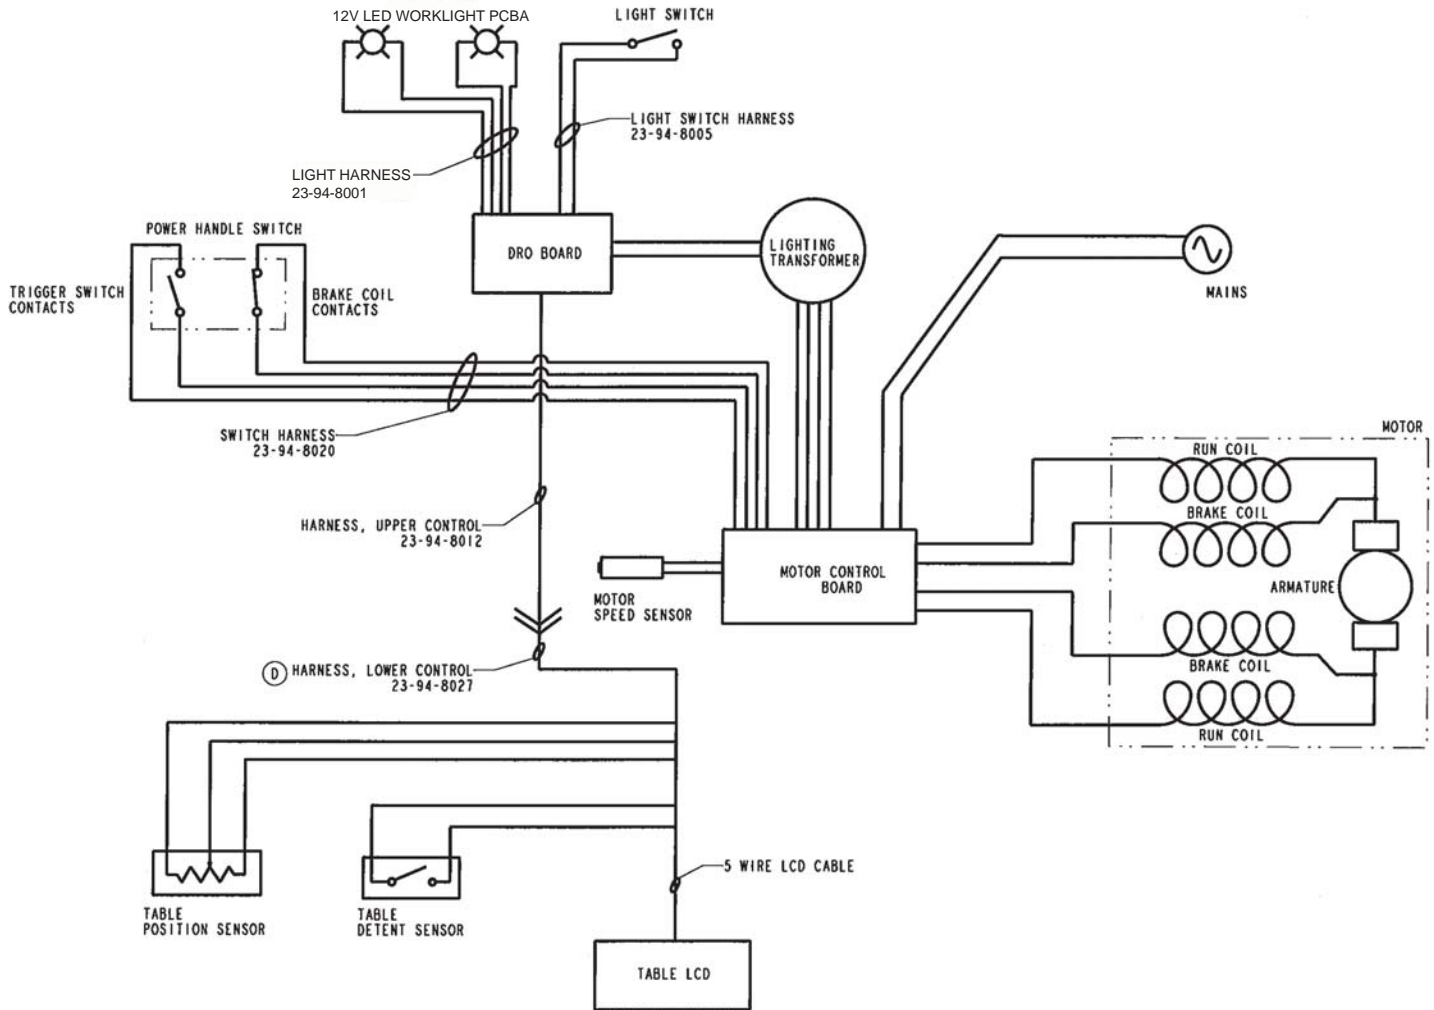 12V LED WORKLIGHT PCBA
LIGHT SWITCH
LIGHT SWITCH HARNESS
23-94-8005
LIGHT HARNESS
23-94-8001
POWER HANDLE SWITCH
DRO BOARD
LIGHTING
TRANSFORMER
MAINS
TRIGGER SWITCH
CONTACTS
BRAKE COIL
CONTACTS
SWITCH HARNESS
23-94-8020
MOTOR
RUN COIL
BRAKE COIL
ARMATURE
BRAKE COIL
RUN COIL
HARNESS, UPPER CONTROL
23-94-8012
MOTOR CONTROL
BOARD
MOTOR
SPEED SENSOR
D HARNESS, LOWER CONTROL
23-94-8027
5 WIRE LCD CABLE
TABLE
POSITION SENSOR
TABLE
DETENT SENSOR
TABLE LCD